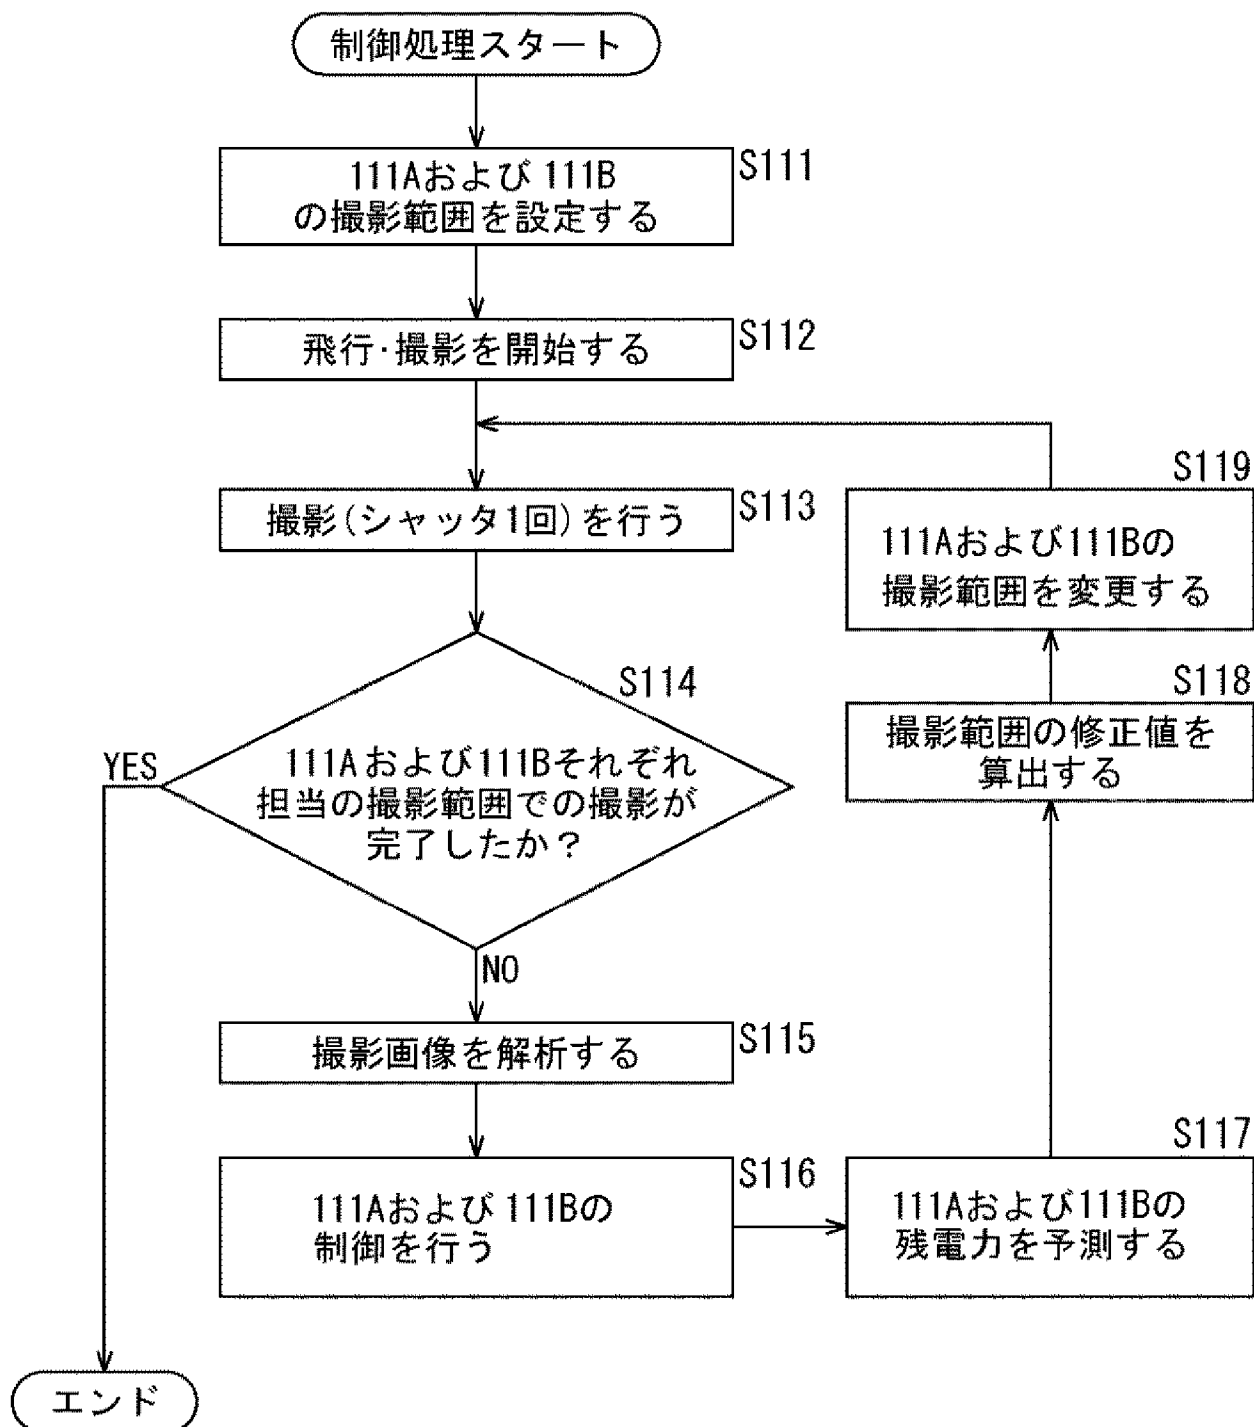 制御処理スタート
S111
111Aおよび111B
の撮影範囲を設定する
S112
飛行・撮影を開始する
S113
撮影(シャッタ1回)を行う
S114
111Aおよび111Bそれぞれ
担当の撮影範囲での撮影が
完了したか?
YES
NO
S115
撮影画像を解析する
S116
111Aおよび111Bの
制御を行う
S117
111Aおよび111Bの
残電力を予測する
S118
撮影範囲の修正値を
算出する
S119
111Aおよび111Bの
撮影範囲を変更する
エンド